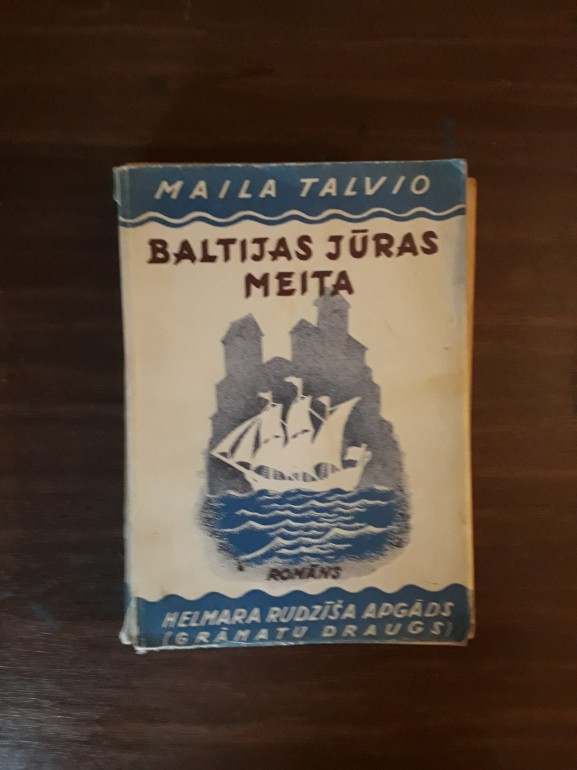 MAILA TALVIO
BALTIJAS JŪRAS
MEITA
ROMĀNS
HELMARA RUDZĪŠA APGĀDS
(GRĀMATU DRAUGS)